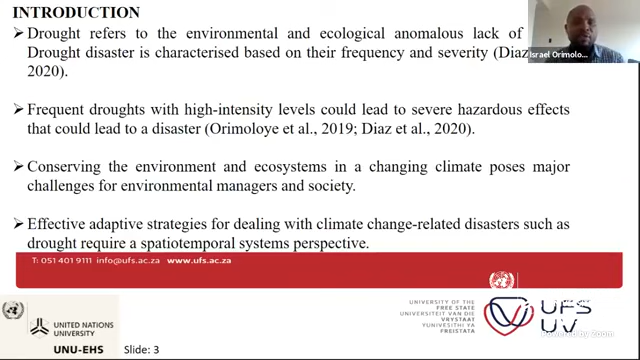 INTRODUCTION
➢ Drought refers to the environmental and ecological anomalous lack of
Drought disaster is characterised based on their frequency and severity (Diaz
2020).
➢ Frequent droughts with high-intensity levels could lead to severe hazardous effects
that could lead to a disaster (Orimoloye et al., 2019; Diaz et al., 2020).
➢ Conserving the environment and ecosystems in a changing climate poses major
challenges for environmental managers and society.
➢ Effective adaptive strategies for dealing with climate change-related disasters such as
drought require a spatiotemporal systems perspective.
Israel Orimolo...
T: 051 401 9111 info@ufs.ac.za www.ufs.ac.za
UNITED NATIONS
UNIVERSITY
UNU-EHS
Slide: 3
UNIVERSITY OF THE
FREE STATE
UNIVERSITEIT VAN DIE
VRYSTAAT
YUNIVESITHI YA
FREISTATA
UFS
UV
Powered by Zoom